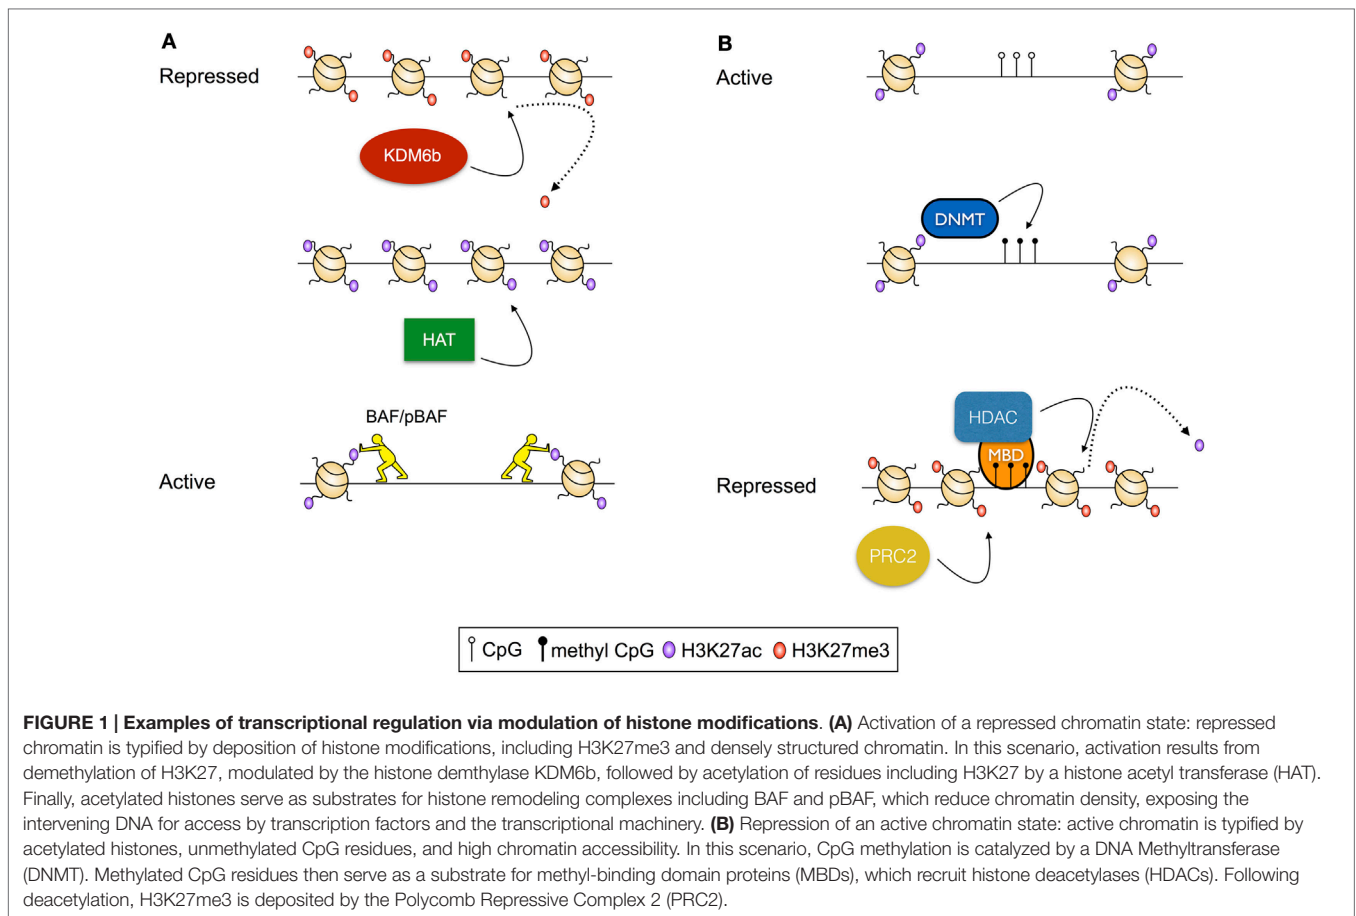 A
Repressed
KDM6b
HAT
BAF/pBAF
Active
B
Active
DNMT
HDAC
MBD
Repressed
PRC2
CpG methyl CpG H3K27ac H3K27me3
FIGURE 1 | Examples of transcriptional regulation via modulation of histone modifications. (A) Activation of a repressed chromatin state: repressed
chromatin is typified by deposition of histone modifications, including H3K27me3 and densely structured chromatin. In this scenario, activation results from
demethylation of H3K27, modulated by the histone demthylase KDM6b, followed by acetylation of residues including H3K27 by a histone acetyl transferase (HAT).
Finally, acetylated histones serve as substrates for histone remodeling complexes including BAF and pBAF, which reduce chromatin density, exposing the
intervening DNA for access by transcription factors and the transcriptional machinery. (B) Repression of an active chromatin state: active chromatin is typified by
acetylated histones, unmethylated CpG residues, and high chromatin accessibility. In this scenario, CpG methylation is catalyzed by a DNA Methyltransferase
(DNMT). Methylated CpG residues then serve as a substrate for methyl-binding domain proteins (MBDs), which recruit histone deacetylases (HDACs). Following
deacetylation, H3K27me3 is deposited by the Polycomb Repressive Complex 2 (PRC2).